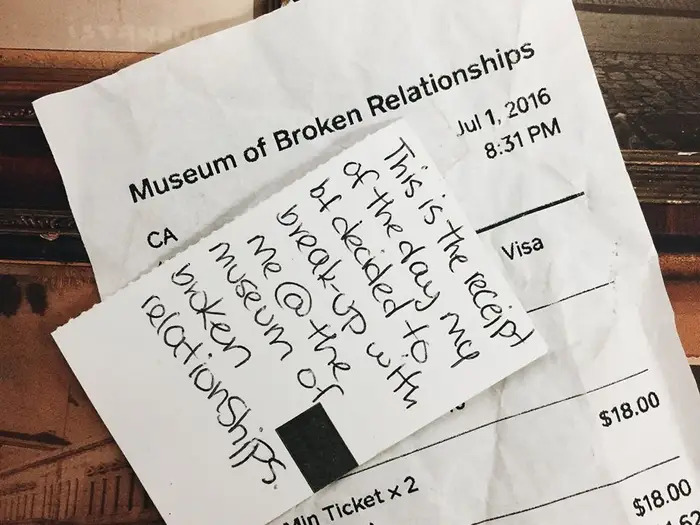 Museum of Broken Relationships
Jul 1, 2016
8:31 PM
CA
Visa
This is the receipt
of the day my
bf decided to
break-up with
me @ the
museum of
broken
relationships.
$18.00
Ticket x 2
$18.00